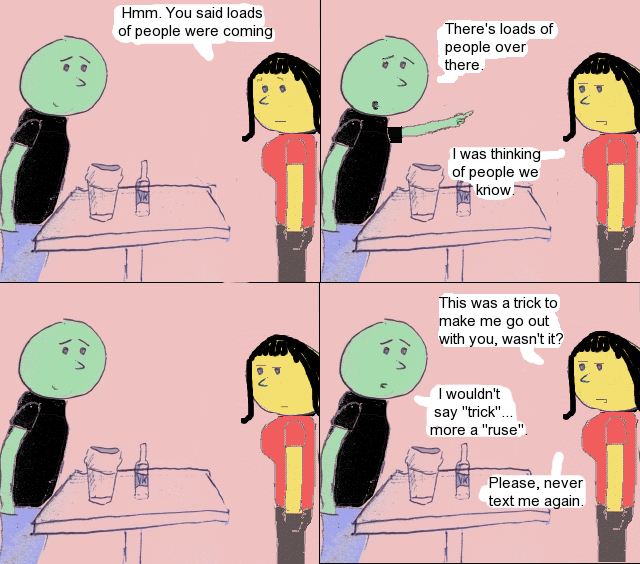 Hmm. You said loads
of people were coming
There's loads of
people over
there.
I was thinking
of people we
know.
This was a trick to
make me go out
with you, wasn't it?
I wouldn't
say "trick"...
more a "ruse".
Please, never
text me again.